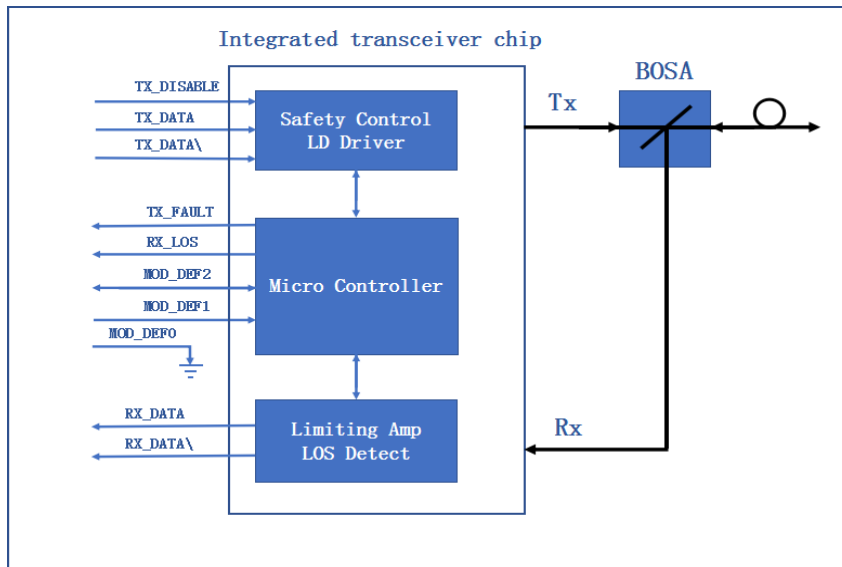 Integrated transceiver chip
BOSA
TX_DISABLE
TX_DATA
TX_DATA\
Safety Control
LD Driver
Tx
TX_FAULT
RX_LOS
MOD_DEF2
MOD_DEF1
MOD_DEF0
Micro Controller
RX_DATA
RX_DATA\
Limiting Amp
LOS Detect
Rx